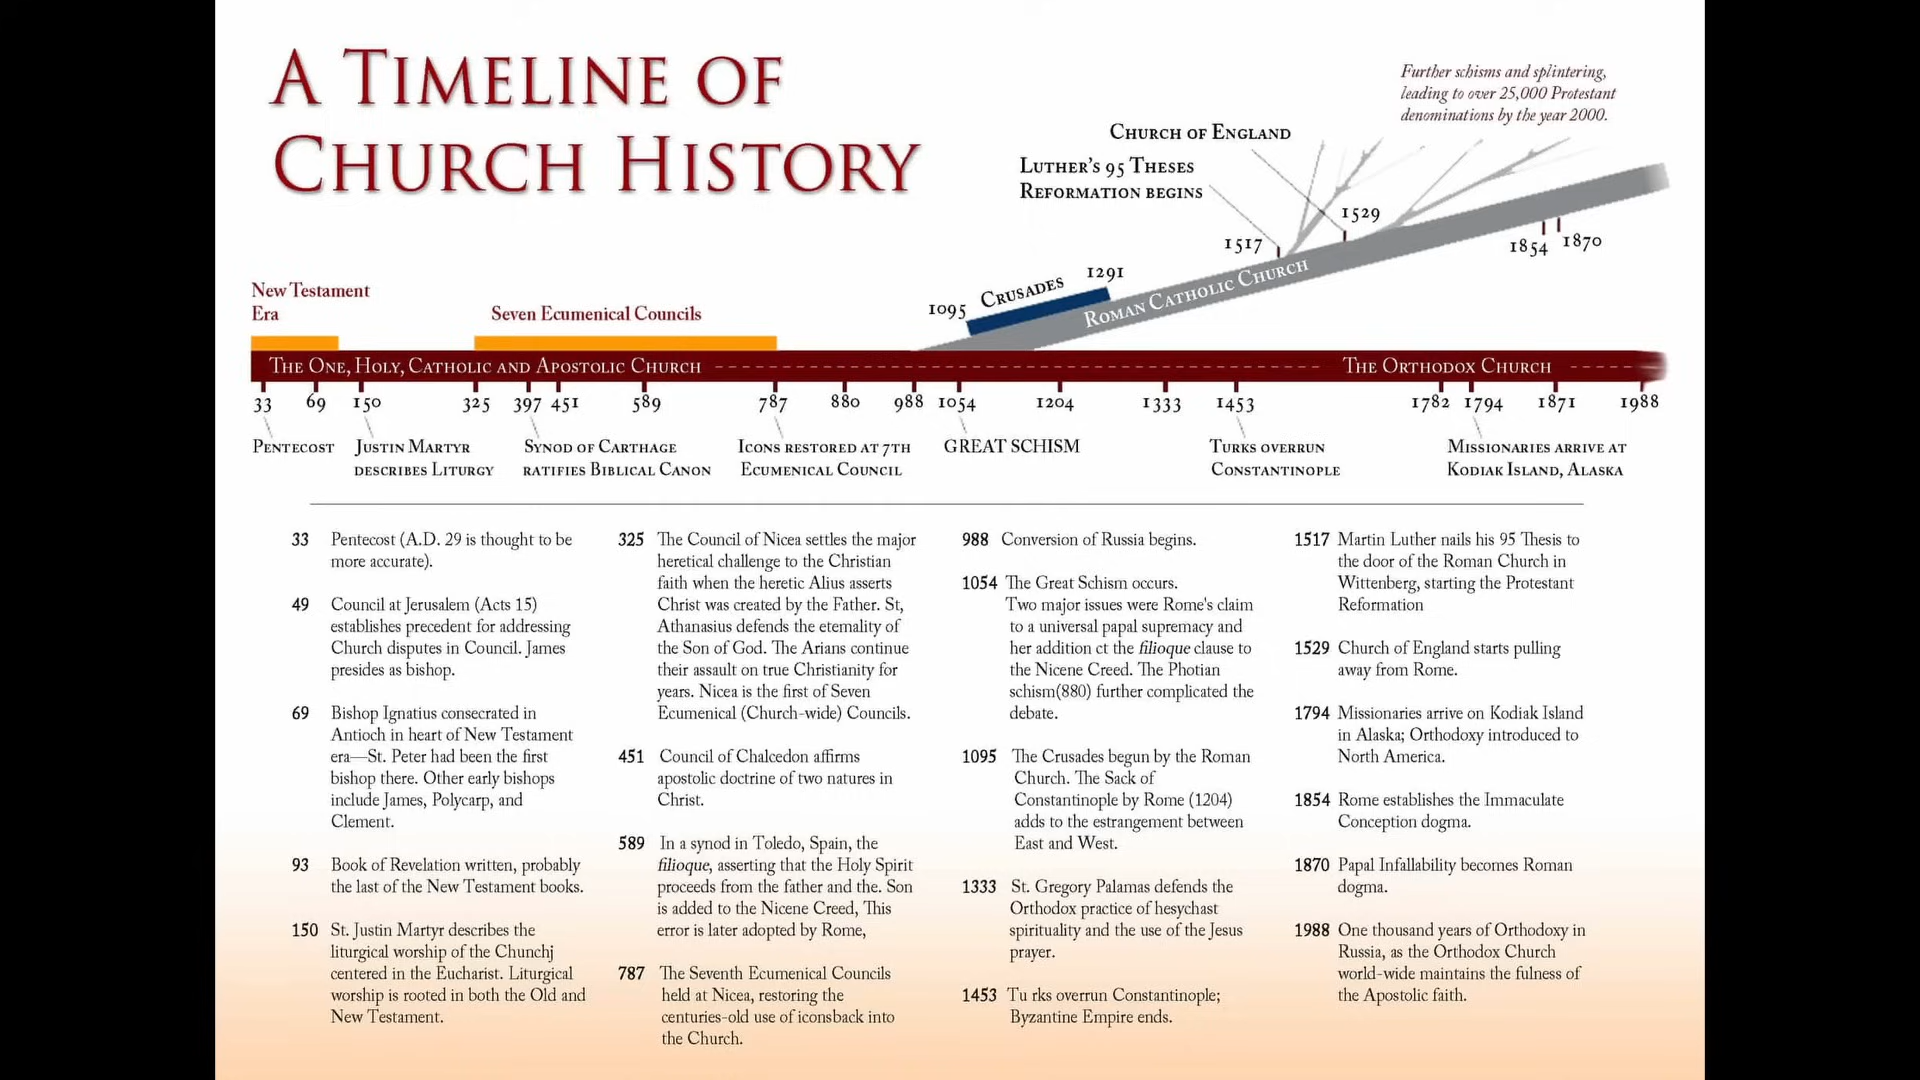 A Timeline of
Church History
Further schisms and splintering,
leading to over 25,000 Protestant
denominations by the year 2000.
Church of England
Luther's 95 Theses
Reformation begins
1529
1517
1854
1870
1291
Crusades
1095
Roman Catholic Church
New Testament
Era
Seven Ecumenical Councils
The One, Holy, Catholic and Apostolic Church
The Orthodox Church
33 69 150 325 397 451 589 787 880 988 1054 1204 1333 1453 1782 1794 1871 1988
Pentecost
Justin Martyr
describes Liturgy
Synod of Carthage
ratifies Biblical Canon
Icons restored at 7th
Ecumenical Council
GREAT SCHISM
Turks overrun
Constantinople
Missionaries arrive at
Kodiak Island, Alaska
33 Pentecost (A.D. 29 is thought to be
more accurate).
49 Council at Jerusalem (Acts 15)
establishes precedent for addressing
Church disputes in Council. James
presides as bishop.
69 Bishop Ignatius consecrated in
Antioch in heart of New Testament
era—St. Peter had been the first
bishop there. Other early bishops
include James, Polycarp, and
Clement.
93 Book of Revelation written, probably
the last of the New Testament books.
150 St. Justin Martyr describes the
liturgical worship of the Chunchj
centered in the Eucharist. Liturgical
worship is rooted in both the Old and
New Testament.
325 The Council of Nicea settles the major
heretical challenge to the Christian
faith when the heretic Alius asserts
Christ was created by the Father. St,
Athanasius defends the etemality of
the Son of God. The Arians continue
their assault on true Christianity for
years. Nicea is the first of Seven
Ecumenical (Church-wide) Councils.
451 Council of Chalcedon affirms
apostolic doctrine of two natures in
Christ.
589 In a synod in Toledo, Spain, the
filioque, asserting that the Holy Spirit
proceeds from the father and the. Son
is added to the Nicene Creed, This
error is later adopted by Rome,
787 The Seventh Ecumenical Councils
held at Nicea, restoring the
centuries-old use of iconsback into
the Church.
988 Conversion of Russia begins.
1054 The Great Schism occurs.
Two major issues were Rome's claim
to a universal papal supremacy and
her addition ct the filioque clause to
the Nicene Creed. The Photian
schism(880) further complicated the
debate.
1095 The Crusades begun by the Roman
Church. The Sack of
Constantinople by Rome (1204)
adds to the estrangement between
East and West.
1333 St. Gregory Palamas defends the
Orthodox practice of hesychast
spirituality and the use of the Jesus
prayer.
1453 Tu rks overrun Constantinople;
Byzantine Empire ends.
1517 Martin Luther nails his 95 Thesis to
the door of the Roman Church in
Wittenberg, starting the Protestant
Reformation
1529 Church of England starts pulling
away from Rome.
1794 Missionaries arrive on Kodiak Island
in Alaska; Orthodoxy introduced to
North America.
1854 Rome establishes the Immaculate
Conception dogma.
1870 Papal Infallability becomes Roman
dogma.
1988 One thousand years of Orthodoxy in
Russia, as the Orthodox Church
world-wide maintains the fulness of
the Apostolic faith.